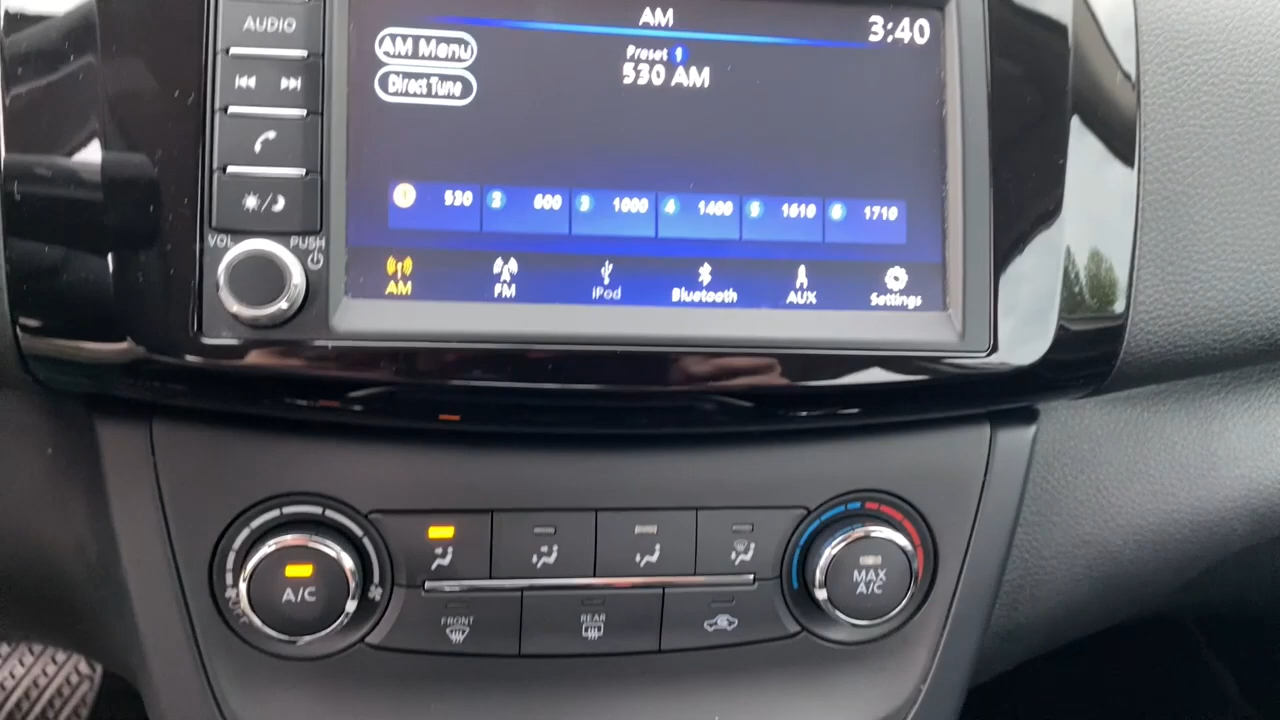 AUDIO
AM
3:40
AM Menu
Preset 1
530 AM
Direct Tune
1 530
2 600
3 1000
4 1400
5 1610
6 1710
VOL
PUSH
AM
FM
iPod
Bluetooth
AUX
Settings
A/C
MAX
A/C
FRONT
REAR
OFF